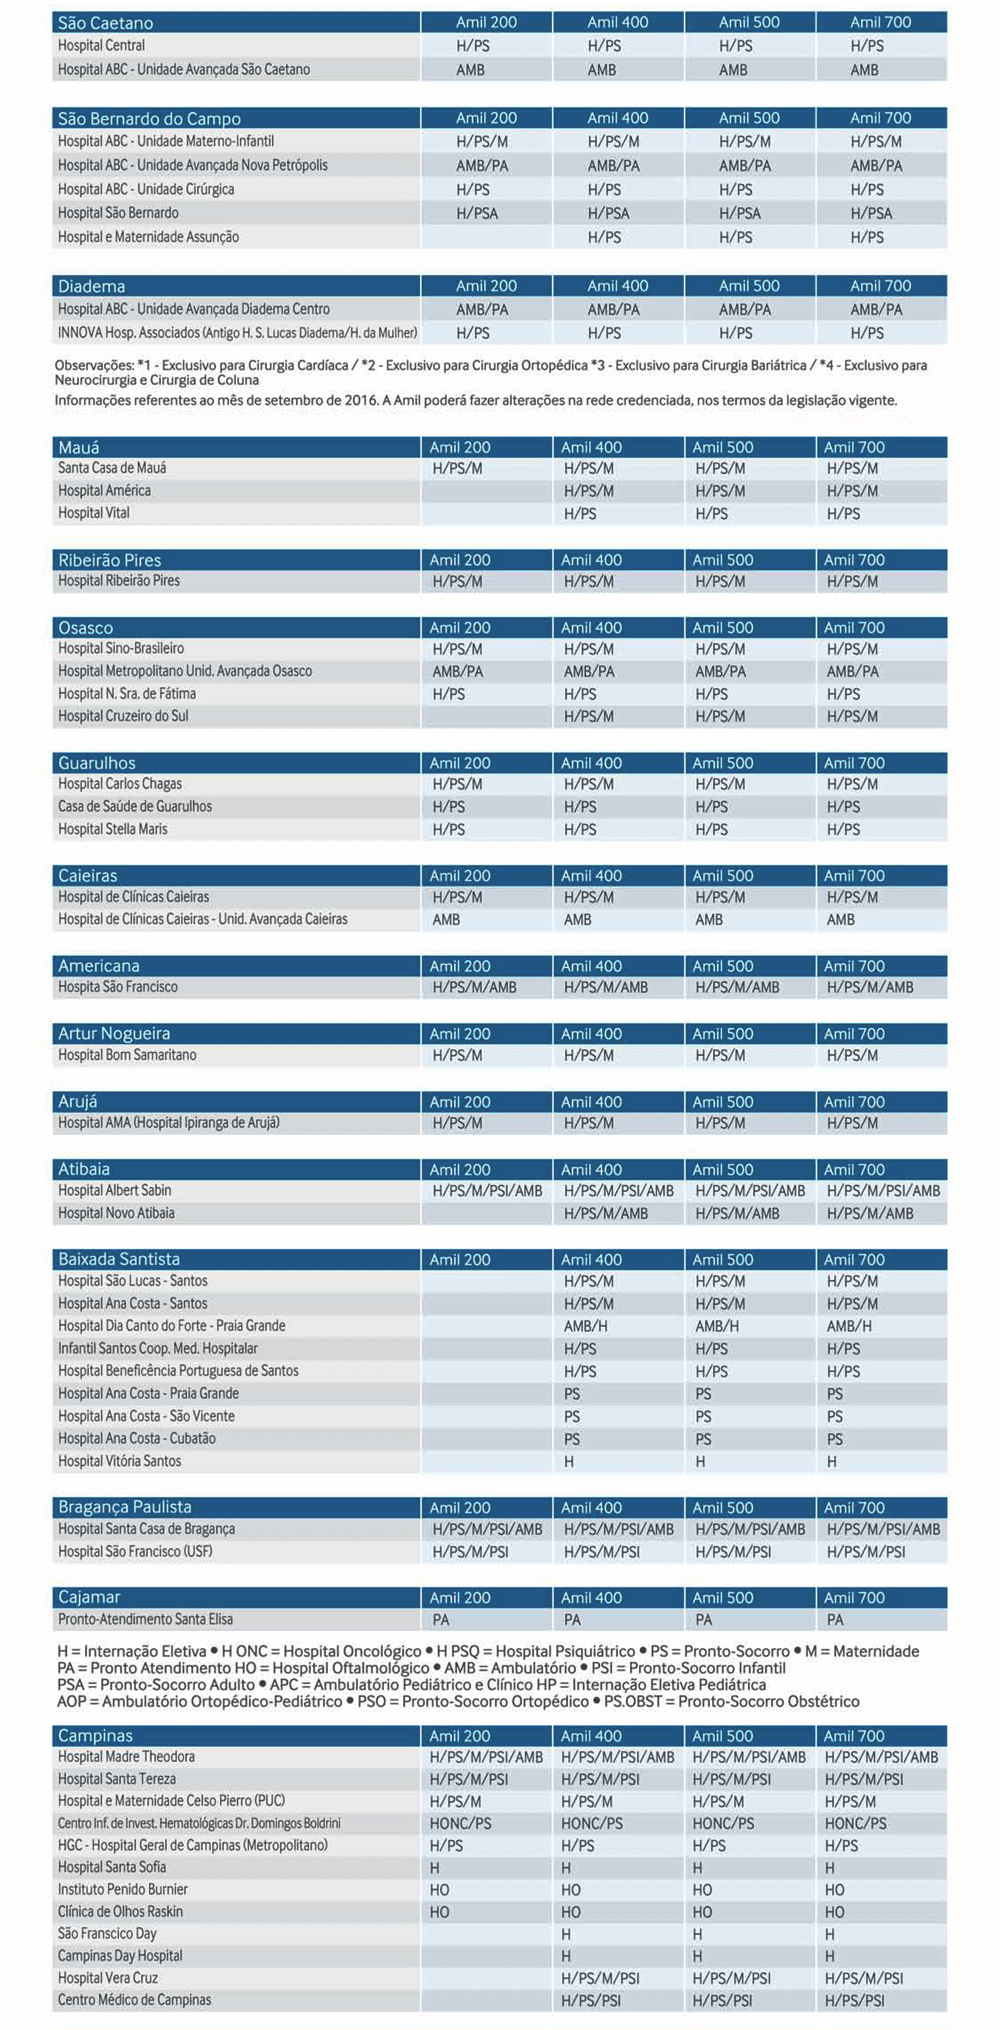 São Caetano Amil 200 Amil 400 Amil 500 Amil 700
Hospital Central H/PS H/PS H/PS H/PS
Hospital ABC - Unidade Avançada São Caetano AMB AMB AMB AMB
São Bernardo do Campo Amil 200 Amil 400 Amil 500 Amil 700
Hospital ABC - Unidade Materno-Infantil H/PS/M H/PS/M H/PS/M H/PS/M
Hospital ABC - Unidade Avançada Nova Petrópolis AMB/PA AMB/PA AMB/PA AMB/PA
Hospital ABC - Unidade Cirúrgica H/PS H/PS H/PS H/PS
Hospital São Bernardo H/PSA H/PSA H/PSA H/PSA
Hospital e Maternidade Assunção H/PS H/PS H/PS
Diadema Amil 200 Amil 400 Amil 500 Amil 700
Hospital ABC - Unidade Avançada Diadema Centro AMB/PA AMB/PA AMB/PA AMB/PA
INNOVA Hosp. Associados (Antigo H. S. Lucas Diadema/H. da Mulher) H/PS H/PS H/PS H/PS
Observações: *1 - Exclusivo para Cirurgia Cardíaca / *2 - Exclusivo para Cirurgia Ortopédica *3 - Exclusivo para Cirurgia Bariátrica / *4 - Exclusivo para
Neurocirurgia e Cirurgia de Coluna
Informações referentes ao mês de setembro de 2016. A Amil poderá fazer alterações na rede credenciada, nos termos da legislação vigente.
Mauá Amil 200 Amil 400 Amil 500 Amil 700
Santa Casa de Mauá H/PS/M H/PS/M H/PS/M H/PS/M
Hospital América H/PS/M H/PS/M H/PS/M
Hospital Vital H/PS H/PS H/PS
Ribeirão Pires Amil 200 Amil 400 Amil 500 Amil 700
Hospital Ribeirão Pires H/PS/M H/PS/M H/PS/M H/PS/M
Osasco Amil 200 Amil 400 Amil 500 Amil 700
Hospital Sino-Brasileiro H/PS/M H/PS/M H/PS/M H/PS/M
Hospital Metropolitano Unid. Avançada Osasco AMB/PA AMB/PA AMB/PA AMB/PA
Hospital N. Sra. de Fátima H/PS H/PS H/PS H/PS
Hospital Cruzeiro do Sul H/PS/M H/PS/M H/PS/M
Guarulhos Amil 200 Amil 400 Amil 500 Amil 700
Hospital Carlos Chagas H/PS/M H/PS/M H/PS/M H/PS/M
Casa de Saúde de Guarulhos H/PS H/PS H/PS H/PS
Hospital Stella Maris H/PS H/PS H/PS H/PS
Caieiras Amil 200 Amil 400 Amil 500 Amil 700
Hospital de Clínicas Caieiras H/PS/M H/PS/M H/PS/M H/PS/M
Hospital de Clínicas Caieiras - Unid. Avançada Caieiras AMB AMB AMB AMB
Americana Amil 200 Amil 400 Amil 500 Amil 700
Hospita São Francisco H/PS/M/AMB H/PS/M/AMB H/PS/M/AMB H/PS/M/AMB
Artur Nogueira Amil 200 Amil 400 Amil 500 Amil 700
Hospital Bom Samaritano H/PS/M H/PS/M H/PS/M H/PS/M
Arujá Amil 200 Amil 400 Amil 500 Amil 700
Hospital AMA (Hospital Ipiranga de Arujá) H/PS/M H/PS/M H/PS/M H/PS/M
Atibaia Amil 200 Amil 400 Amil 500 Amil 700
Hospital Albert Sabin H/PS/M/PSI/AMB H/PS/M/PSI/AMB H/PS/M/PSI/AMB H/PS/M/PSI/AMB
Hospital Novo Atibaia H/PS/M/AMB H/PS/M/AMB H/PS/M/AMB
Baixada Santista Amil 200 Amil 400 Amil 500 Amil 700
Hospital São Lucas - Santos H/PS/M H/PS/M H/PS/M
Hospital Ana Costa - Santos H/PS/M H/PS/M H/PS/M
Hospital Dia Canto do Forte - Praia Grande AMB/H AMB/H AMB/H
Infantil Santos Coop. Med. Hospitalar H/PS H/PS H/PS
Hospital Beneficência Portuguesa de Santos H/PS H/PS H/PS
Hospital Ana Costa - Praia Grande PS PS PS
Hospital Ana Costa - São Vicente PS PS PS
Hospital Ana Costa - Cubatão PS PS PS
Hospital Vitória Santos H H H
Bragança Paulista Amil 200 Amil 400 Amil 500 Amil 700
Hospital Santa Casa de Bragança H/PS/M/PSI/AMB H/PS/M/PSI/AMB H/PS/M/PSI/AMB H/PS/M/PSI/AMB
Hospital São Francisco (USF) H/PS/M/PSI H/PS/M/PSI H/PS/M/PSI H/PS/M/PSI
Cajamar Amil 200 Amil 400 Amil 500 Amil 700
Pronto-Atendimento Santa Elisa PA PA PA PA
H = Internação Eletiva • H ONC = Hospital Oncológico • H PSQ = Hospital Psiquiátrico • PS = Pronto-Socorro • M = Maternidade
PA = Pronto Atendimento HO = Hospital Oftalmológico • AMB = Ambulatório • PSI = Pronto-Socorro Infantil
PSA = Pronto-Socorro Adulto • APC = Ambulatório Pediátrico e Clínico HP = Internação Eletiva Pediátrica
AOP = Ambulatório Ortopédico-Pediátrico • PSO = Pronto-Socorro Ortopédico • PS.OBST = Pronto-Socorro Obstétrico
Campinas Amil 200 Amil 400 Amil 500 Amil 700
Hospital Madre Theodora H/PS/M/PSI/AMB H/PS/M/PSI/AMB H/PS/M/PSI/AMB H/PS/M/PSI/AMB
Hospital Santa Tereza H/PS/M/PSI H/PS/M/PSI H/PS/M/PSI H/PS/M/PSI
Hospital e Maternidade Celso Pierro (PUC) H/PS/M H/PS/M H/PS/M H/PS/M
Centro Inf. de Invest. Hematológicas Dr. Domingos Boldrini HONC/PS HONC/PS HONC/PS HONC/PS
HGC - Hospital Geral de Campinas (Metropolitano) H/PS H/PS H/PS H/PS
Hospital Santa Sofia H H H H
Instituto Penido Burnier HO HO HO HO
Clínica de Olhos Raskin HO HO HO HO
São Franscico Day H H H
Campinas Day Hospital H H H
Hospital Vera Cruz H/PS/M/PSI H/PS/M/PSI H/PS/M/PSI
Centro Médico de Campinas H/PS/PSI H/PS/PSI H/PS/PSI